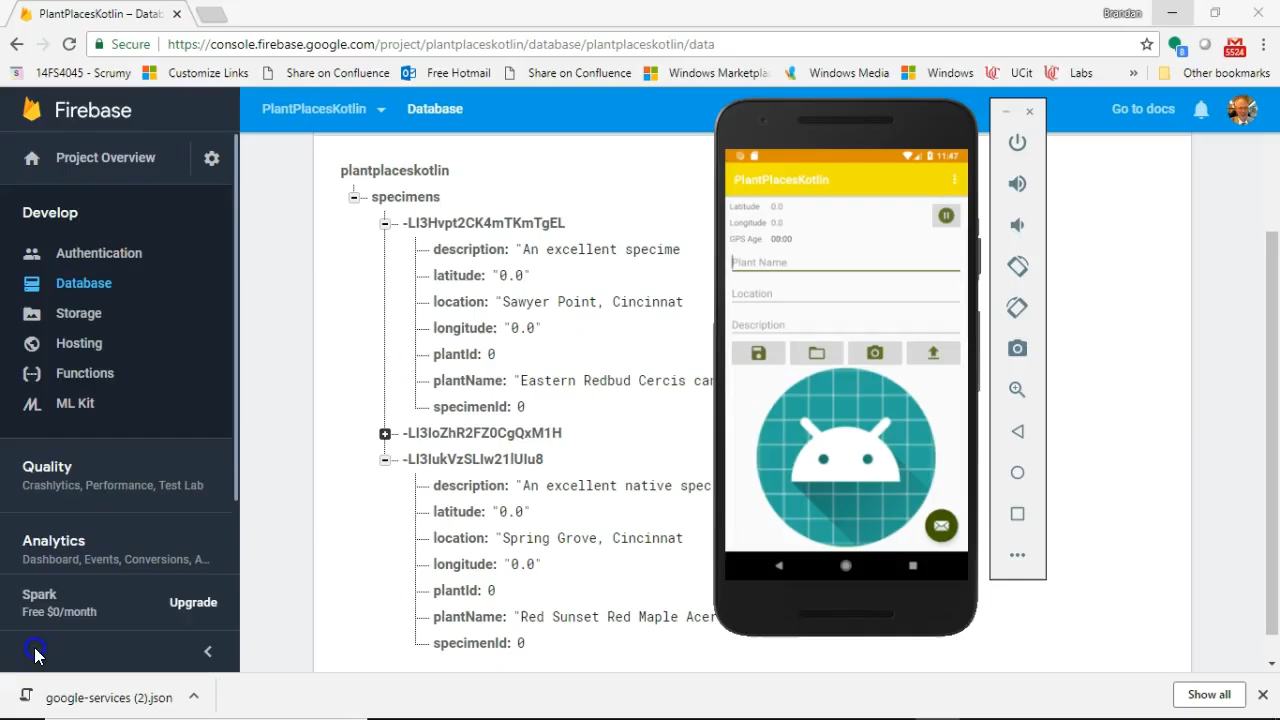 PlantPlacesKotlin – Datab
Brandan
Secure
https://console.firebase.google.com/project/plantplaceskotlin/database/plantplaceskotlin/data
8
5524
14FS4045 - Scrumy
Customize Links
Share on Confluence
Free Hotmail
Share on Confluence
Windows Marketpla
Windows Media
Windows
UCit
Labs
»
Other bookmarks
Firebase
PlantPlacesKotlin
Database
Go to docs
Project Overview
Develop
Authentication
Database
Storage
Hosting
Functions
ML Kit
Quality
Crashlytics, Performance, Test Lab
Analytics
Dashboard, Events, Conversions, A...
Spark
Free $0/month
Upgrade
plantplaceskotlin
specimens
-LI3Hvpt2CK4mTKmTgEL
description: "An excellent specime
latitude: "0.0"
location: "Sawyer Point, Cincinnat
longitude: "0.0"
plantId: 0
plantName: "Eastern Redbud Cercis can
specimenId: 0
-LI3IoZhR2FZ0CgQxM1H
-LI3IukVzSLIw21lUIu8
description: "An excellent native spec
latitude: "0.0"
location: "Spring Grove, Cincinnat
longitude: "0.0"
plantId: 0
plantName: "Red Sunset Red Maple Acer
specimenId: 0
11:47
PlantPlacesKotlin
Latitude 0.0
Longitude 0.0
GPS Age 00:00
Plant Name
Location
Description
google-services (2).json
Show all